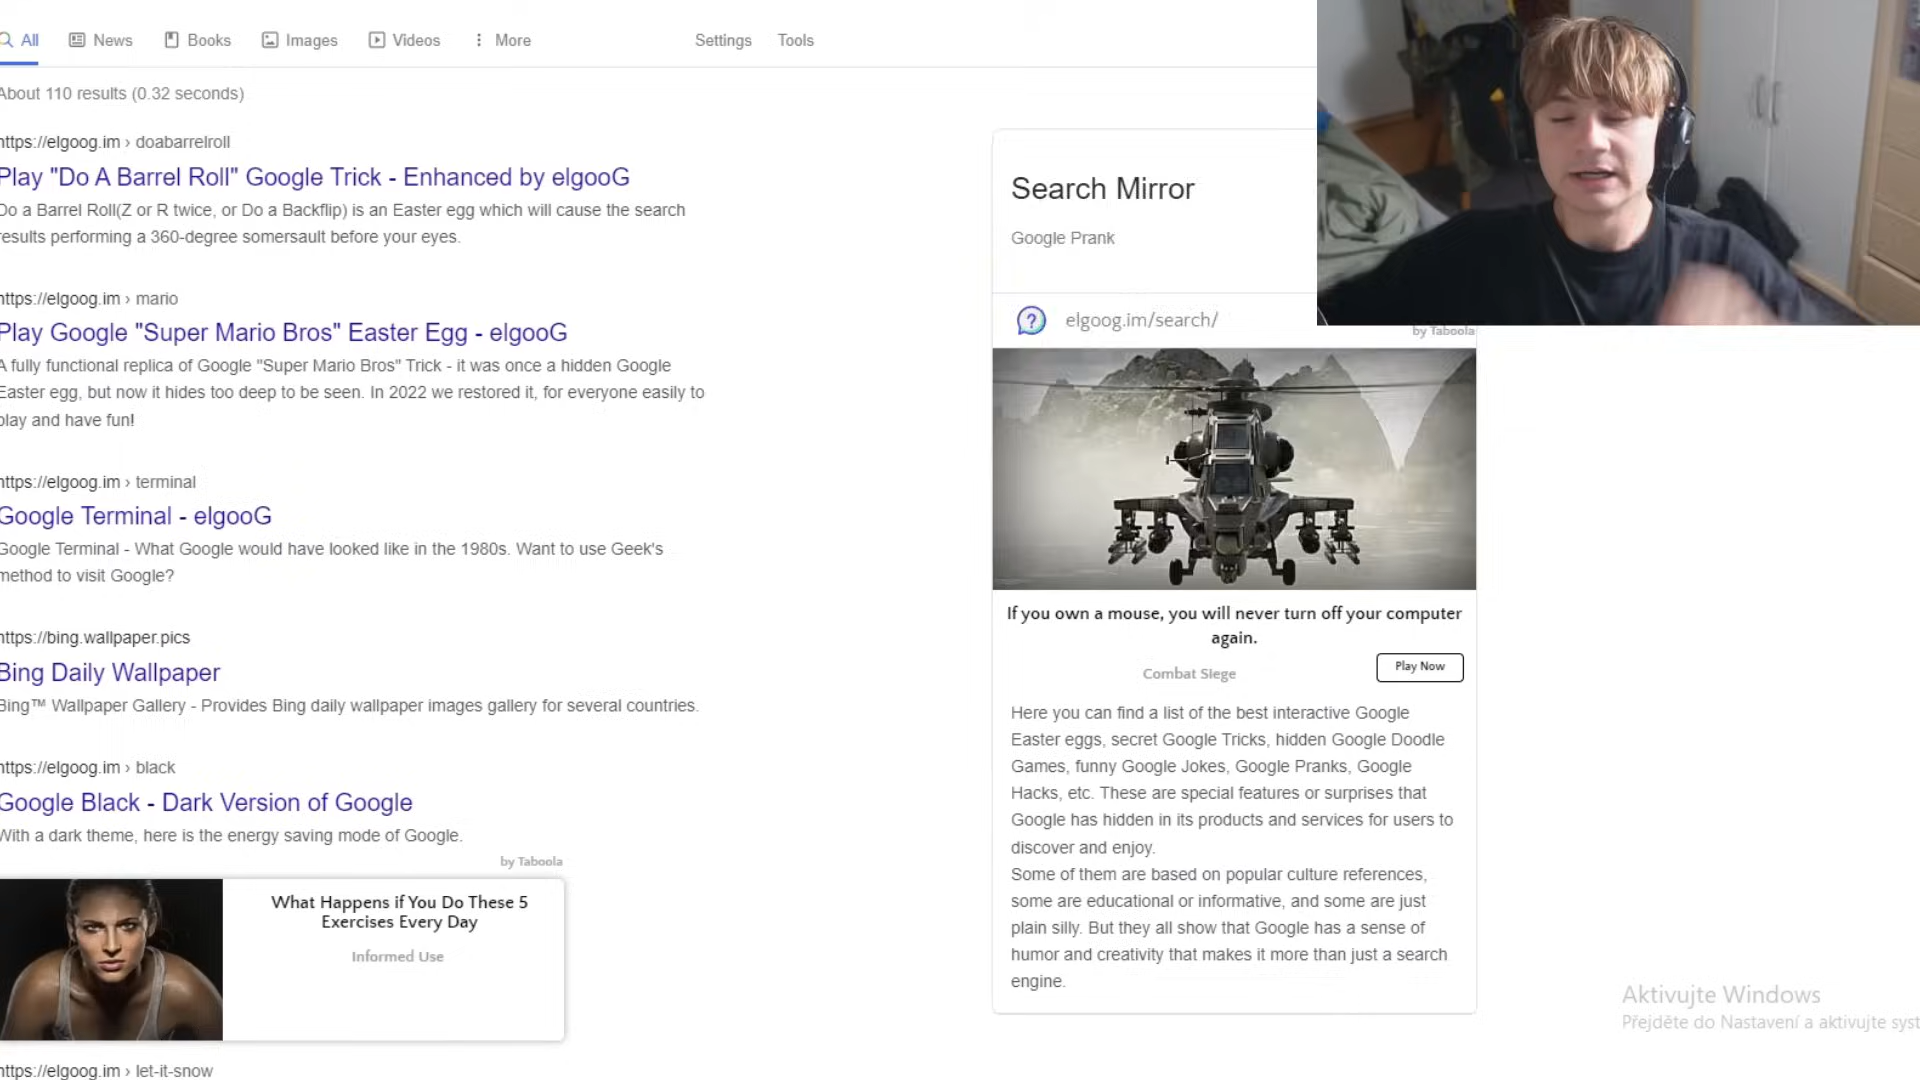 All News Books Images Videos More Settings Tools
About 110 results (0.32 seconds)
https://elgoog.im › doabarrelroll
Play "Do A Barrel Roll" Google Trick - Enhanced by elgooG
Do a Barrel Roll(Z or R twice, or Do a Backflip) is an Easter egg which will cause the search
results performing a 360-degree somersault before your eyes.
https://elgoog.im › mario
Play Google "Super Mario Bros" Easter Egg - elgooG
A fully functional replica of Google "Super Mario Bros" Trick - it was once a hidden Google
Easter egg, but now it hides too deep to be seen. In 2022 we restored it, for everyone easily to
play and have fun!
https://elgoog.im › terminal
Google Terminal - elgooG
Google Terminal - What Google would have looked like in the 1980s. Want to use Geek's
method to visit Google?
https://bing.wallpaper.pics
Bing Daily Wallpaper
Bing™ Wallpaper Gallery - Provides Bing daily wallpaper images gallery for several countries.
https://elgoog.im › black
Google Black - Dark Version of Google
With a dark theme, here is the energy saving mode of Google.
by Taboola
What Happens if You Do These 5
Exercises Every Day
Informed Use
https://elgoog.im › let-it-snow
Search Mirror
Google Prank
elgoog.im/search/
by Taboola
If you own a mouse, you will never turn off your computer
again.
Combat Siege
Play Now
Here you can find a list of the best interactive Google
Easter eggs, secret Google Tricks, hidden Google Doodle
Games, funny Google Jokes, Google Pranks, Google
Hacks, etc. These are special features or surprises that
Google has hidden in its products and services for users to
discover and enjoy.
Some of them are based on popular culture references,
some are educational or informative, and some are just
plain silly. But they all show that Google has a sense of
humor and creativity that makes it more than just a search
engine.
Aktivujte Windows
Přejděte do Nastavení a aktivujte syst